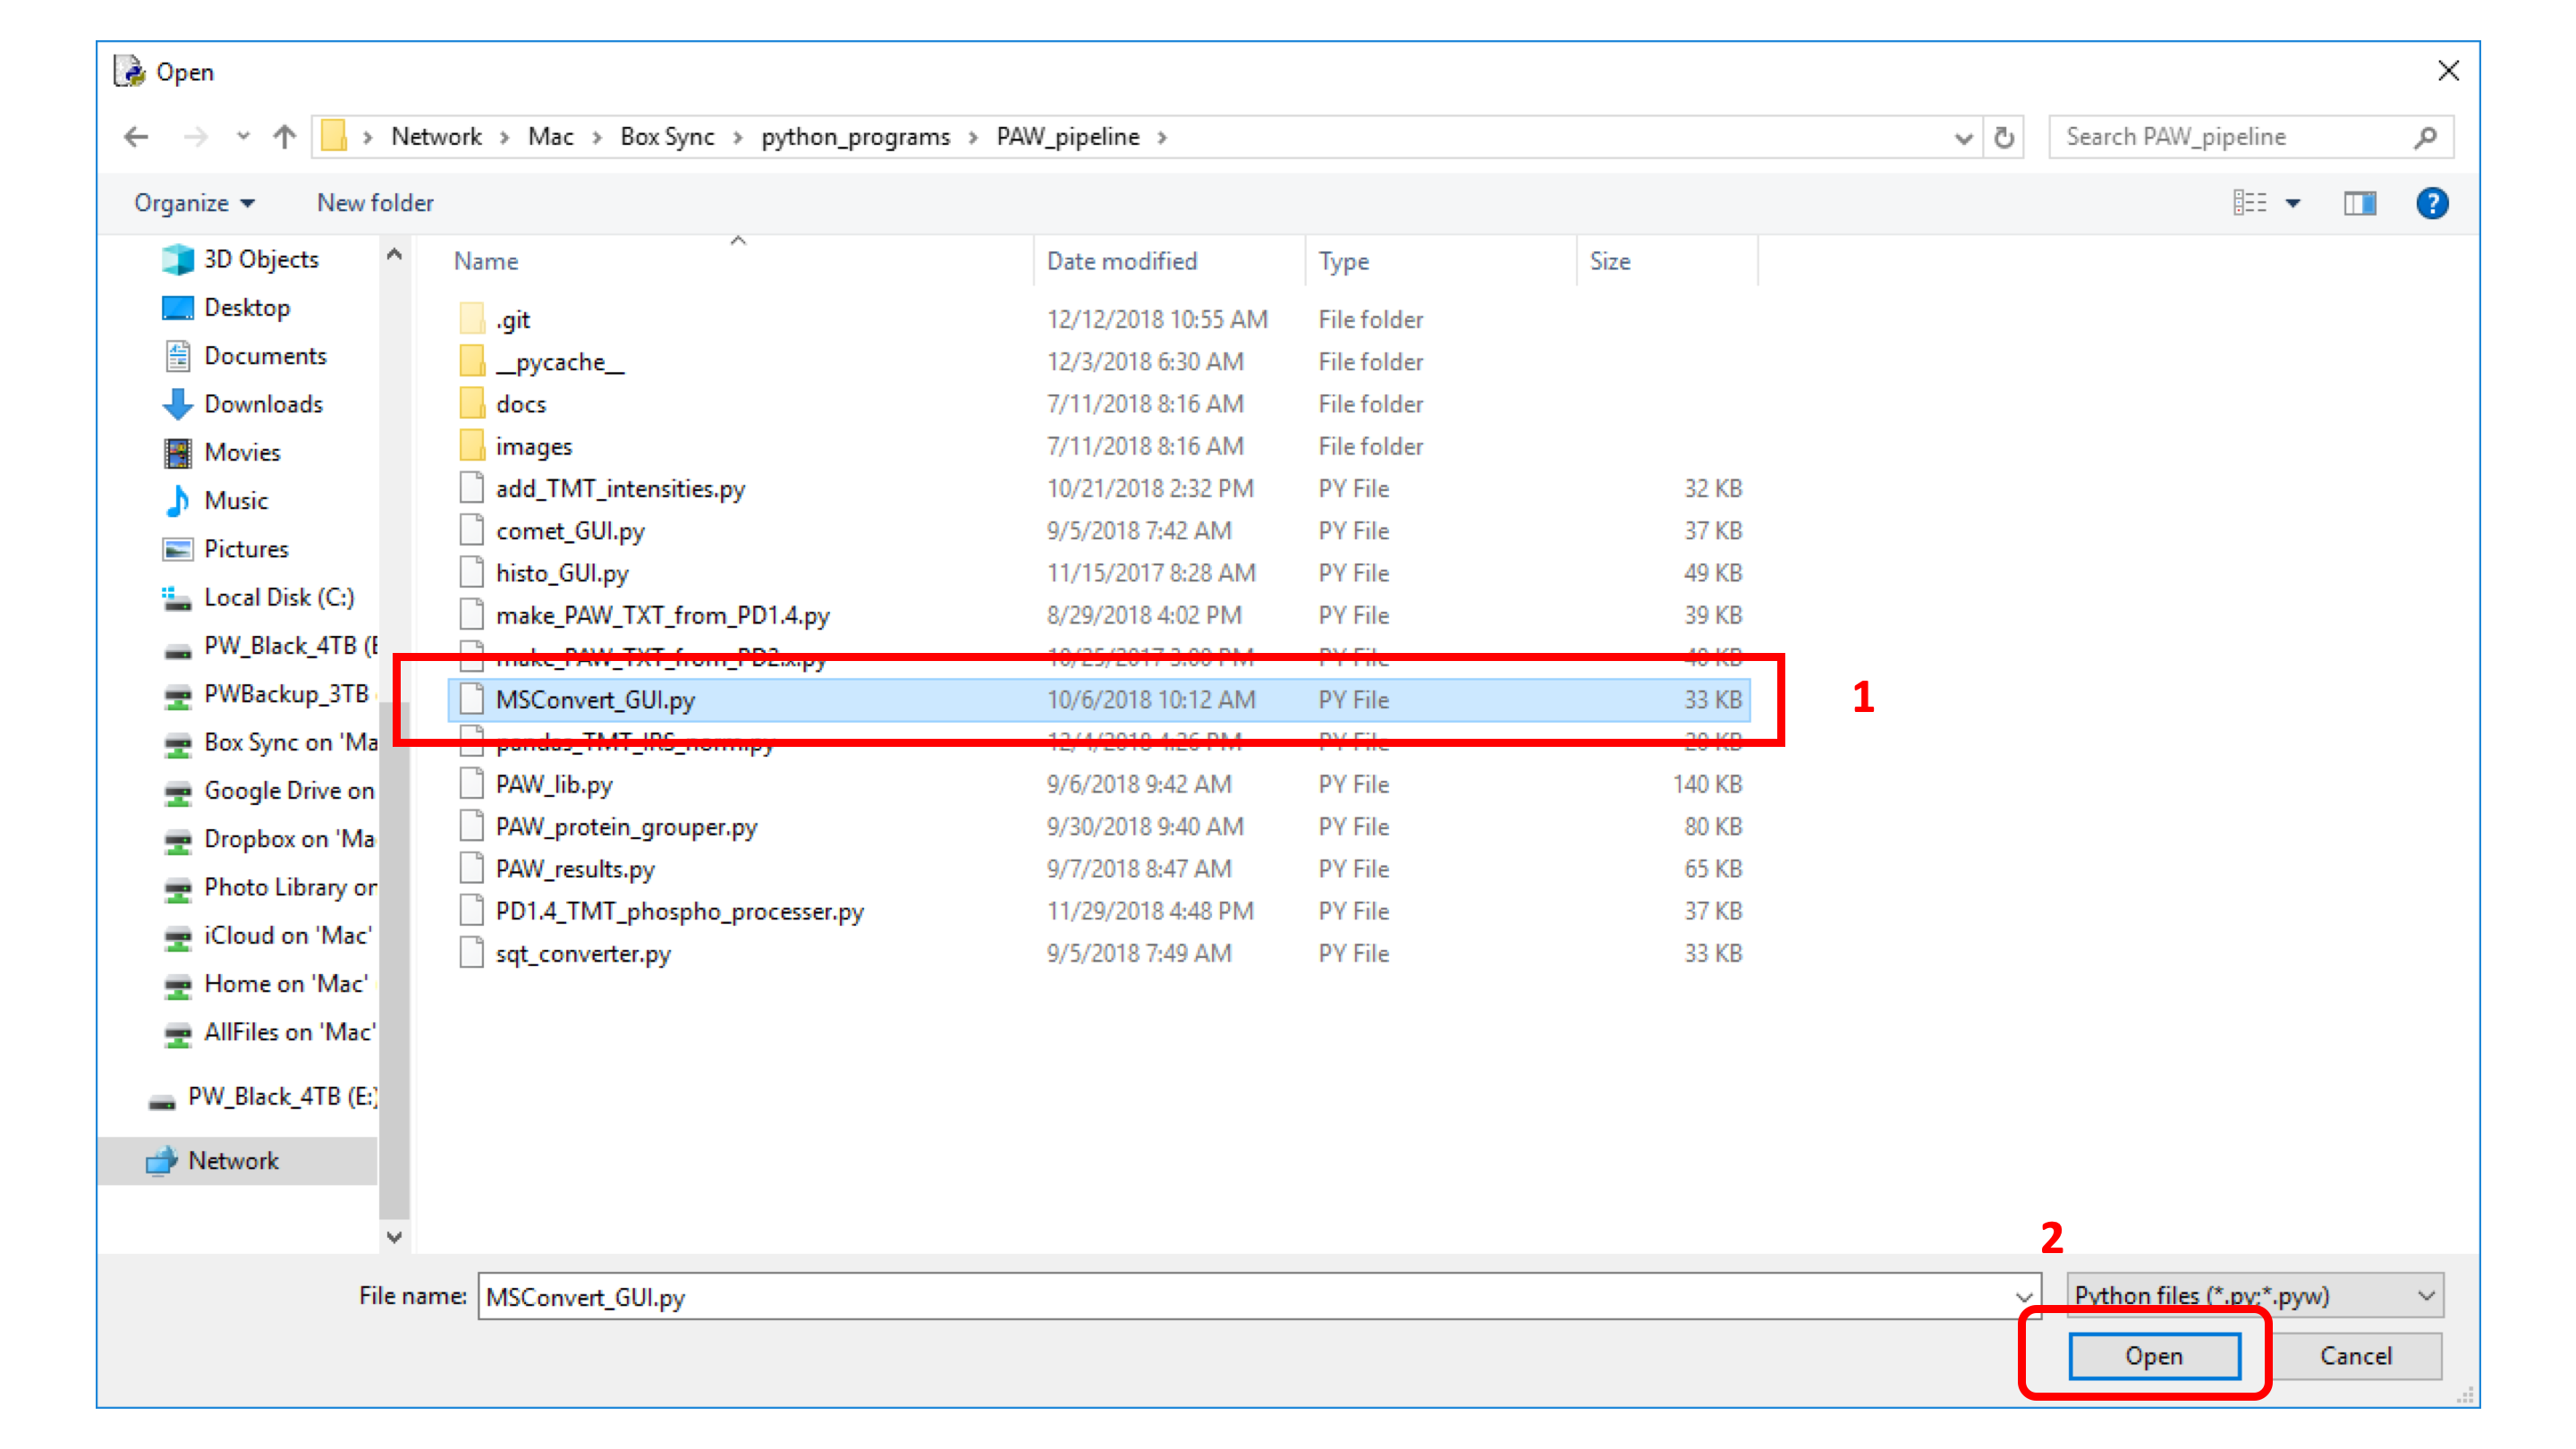 Open
Network > Mac > Box Sync > python_programs > PAW_pipeline >
Search PAW_pipeline
Organize
New folder
3D Objects
Desktop
Documents
Downloads
Movies
Music
Pictures
Local Disk (C:)
PW_Black_4TB (E
PWBackup_3TB
Box Sync on 'Ma
Google Drive on
Dropbox on 'Ma
Photo Library or
iCloud on 'Mac'
Home on 'Mac'
AllFiles on 'Mac'
PW_Black_4TB (E:)
Network
Name Date modified Type Size
.git 12/12/2018 10:55 AM File folder
__pycache__ 12/3/2018 6:30 AM File folder
docs 7/11/2018 8:16 AM File folder
images 7/11/2018 8:16 AM File folder
add_TMT_intensities.py 10/21/2018 2:32 PM PY File 32 KB
comet_GUI.py 9/5/2018 7:42 AM PY File 37 KB
histo_GUI.py 11/15/2017 8:28 AM PY File 49 KB
make_PAW_TXT_from_PD1.4.py 8/29/2018 4:02 PM PY File 39 KB
make_PAW_TXT_from_PD2.x.py 10/25/2017 PM PY File KB
MSConvert_GUI.py 10/6/2018 10:12 AM PY File 33 KB
1
pandas_TMT_IRS_norm.py 12/4/2018 4:26 PM PY File KB
PAW_lib.py 9/6/2018 9:42 AM PY File 140 KB
PAW_protein_grouper.py 9/30/2018 9:40 AM PY File 80 KB
PAW_results.py 9/7/2018 8:47 AM PY File 65 KB
PD1.4_TMT_phospho_processer.py 11/29/2018 4:48 PM PY File 37 KB
sqt_converter.py 9/5/2018 7:49 AM PY File 33 KB
2
File name: MSConvert_GUI.py
Python files (*.py;*.pyw)
Open
Cancel